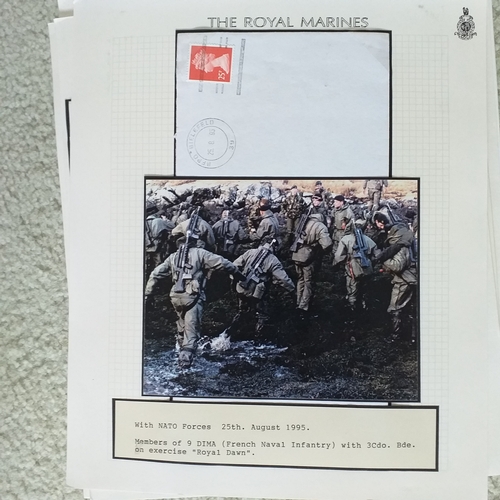 THE ROYAL MARINES
25P
With NATO Forces 25th. August 1995.
Members of 9 DIMA (French Naval Infantry) with 3Cdo. Bde.
on exercise "Royal Dawn".